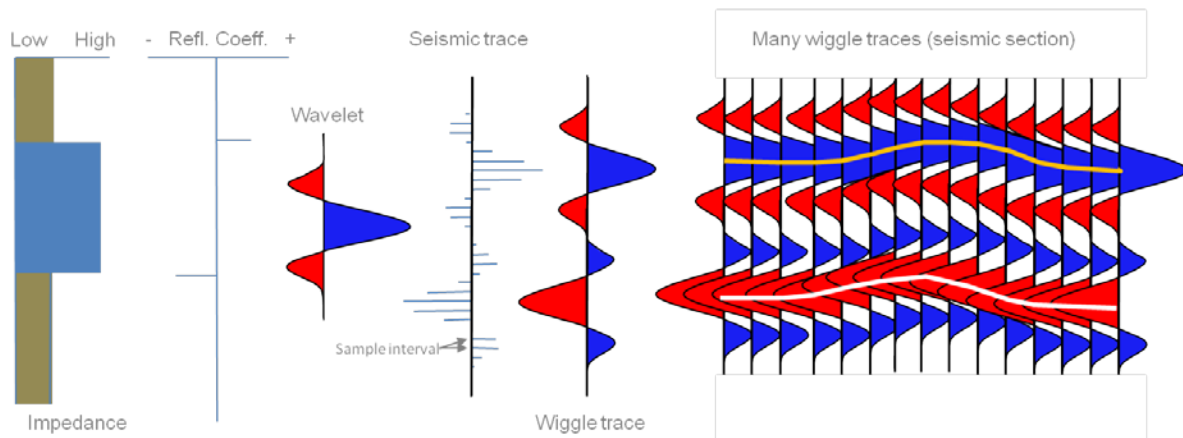 Low High - Refl. Coeff. + Seismic trace Many wiggle traces (seismic section)
Wavelet
Sample interval
Impedance Wiggle trace